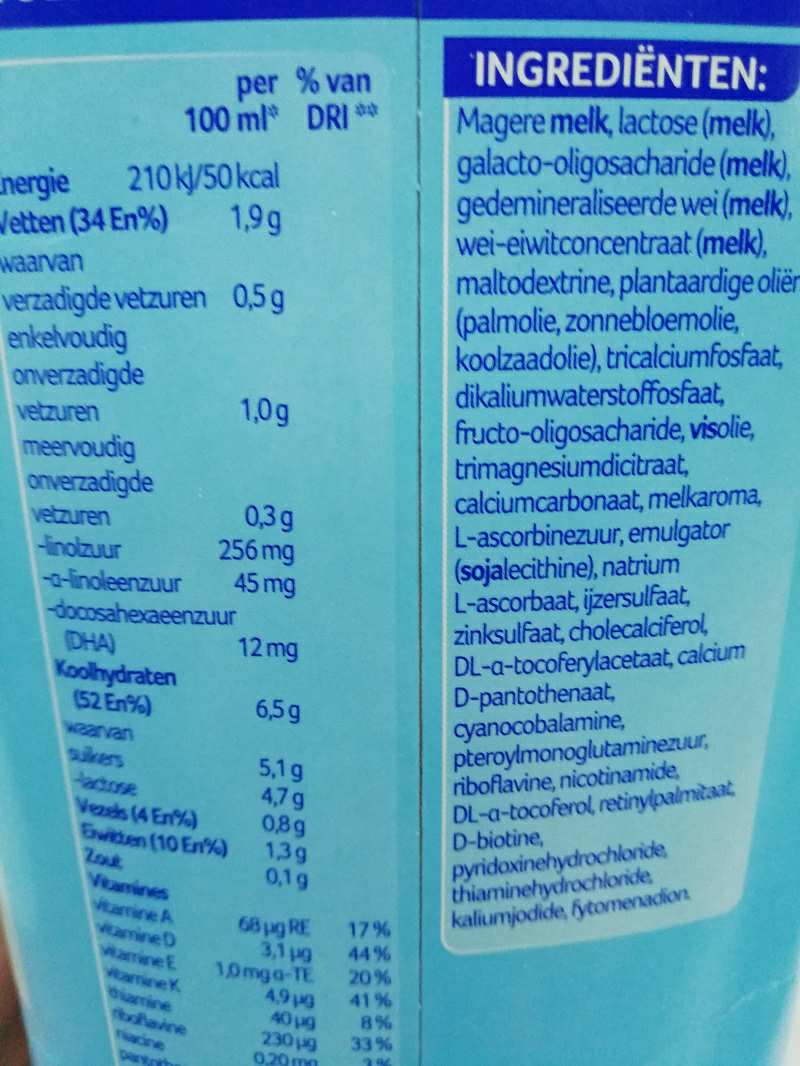 per % van
100 ml* DRI **
nergie 210 kJ/50 kcal
Vetten (34 En%) 1,9 g
waarvan
verzadigde vetzuren 0,5 g
enkelvoudig
onverzadigde
vetzuren 1,0 g
meervoudig
onverzadigde
vetzuren 0,3 g
-linolzuur 256 mg
-α-linoleenzuur 45 mg
-docosahexaeenzuur
(DHA) 12 mg
Koolhydraten
(52 En%) 6,5 g
waarvan
suikers 5,1 g
-lactose 4,7 g
Vezels (4 En%) 0,8 g
Eiwitten (10 En%) 1,3 g
Zout 0,1 g
Vitamines
vitamine A 68 µg RE 17 %
vitamine D 3,1 µg 44 %
vitamine E 1,0 mg α-TE 20 %
vitamine K 4,9 µg 41 %
thiamine 40 µg 8 %
riboflavine 230 µg 33 %
niacine 0,20 mg 3 %
INGREDIËNTEN:
Magere melk, lactose (melk),
galacto-oligosacharide (melk),
gedemineraliseerde wei (melk),
wei-eiwitconcentraat (melk),
maltodextrine, plantaardige oliën
(palmolie, zonnebloemolie,
koolzaadolie), tricalciumfosfaat,
dikaliumwaterstoffosfaat,
fructo-oligosacharide, visolie,
trimagnesiumdicitraat,
calciumcarbonaat, melkaroma,
L-ascorbinezuur, emulgator
(sojalecithine), natrium
L-ascorbaat, ijzersulfaat,
zinksulfaat, cholecalciferol,
DL-α-tocoferylacetaat, calcium
D-pantothenaat,
cyanocobalamine,
pteroylmonoglutaminezuur,
riboflavine, nicotinamide,
DL-α-tocoferol, retinylpalmitaat,
D-biotine,
pyridoxinehydrochloride,
thiaminehydrochloride,
kaliumjodide, fytomenadion.